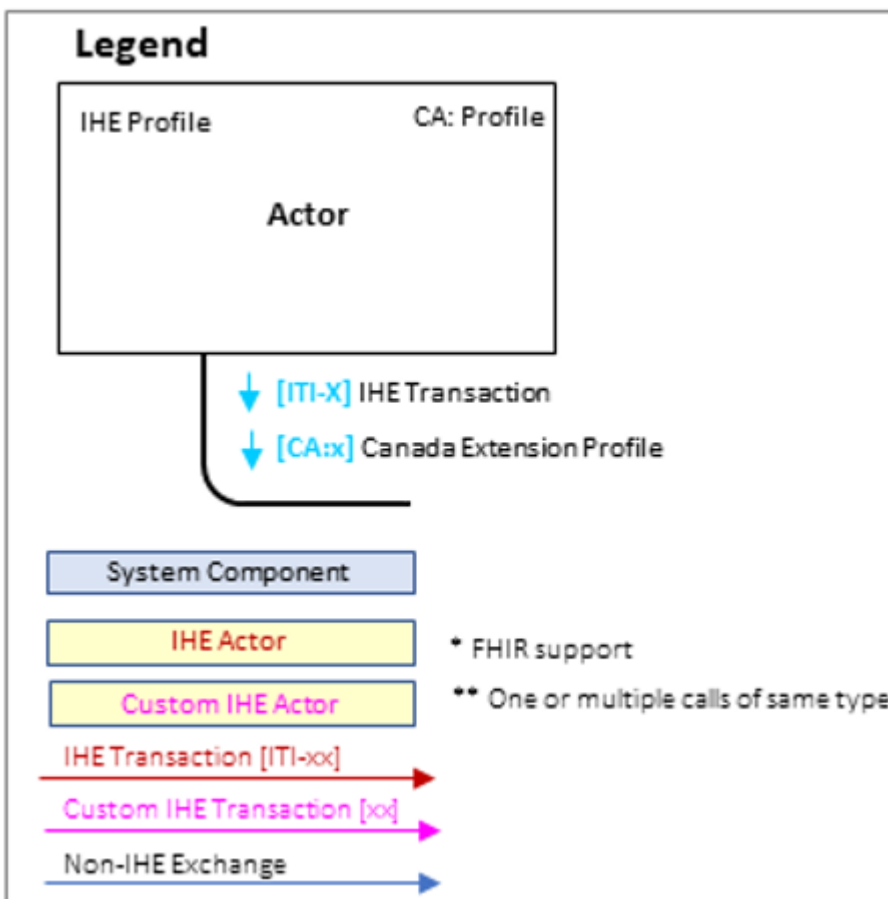 Legend
IHE Profile
CA: Profile
Actor
[ITI-X] IHE Transaction
[CA:x] Canada Extension Profile
System Component
IHE Actor
* FHIR support
Custom IHE Actor
** One or multiple calls of same type
IHE Transaction [ITI-xx]
Custom IHE Transaction [xx]
Non-IHE Exchange